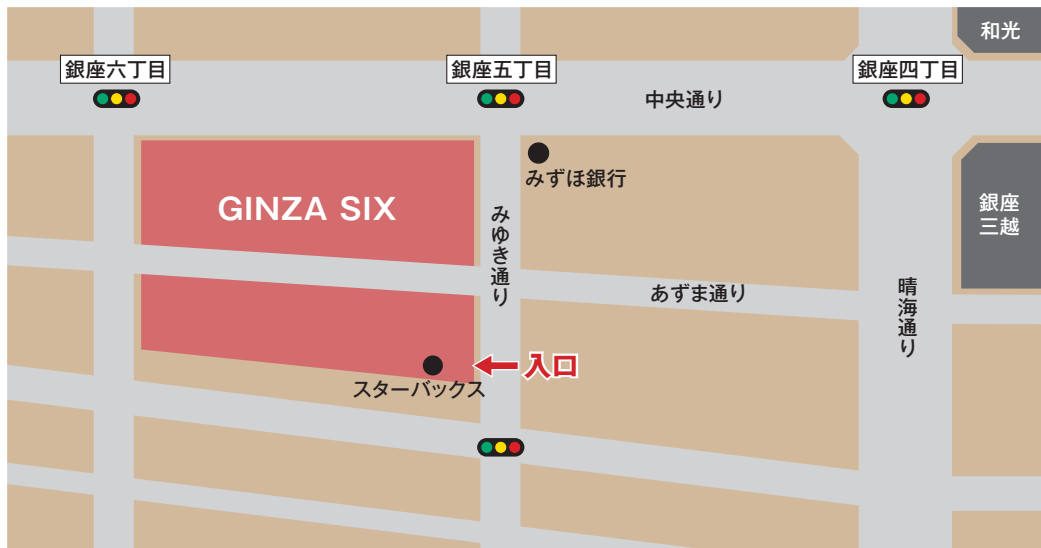 和光
銀座六丁目
銀座五丁目
銀座四丁目
中央通り
みずほ銀行
GINZA SIX
みゆき通り
銀座
三越
あずま通り
晴海通り
入口
スターバックス